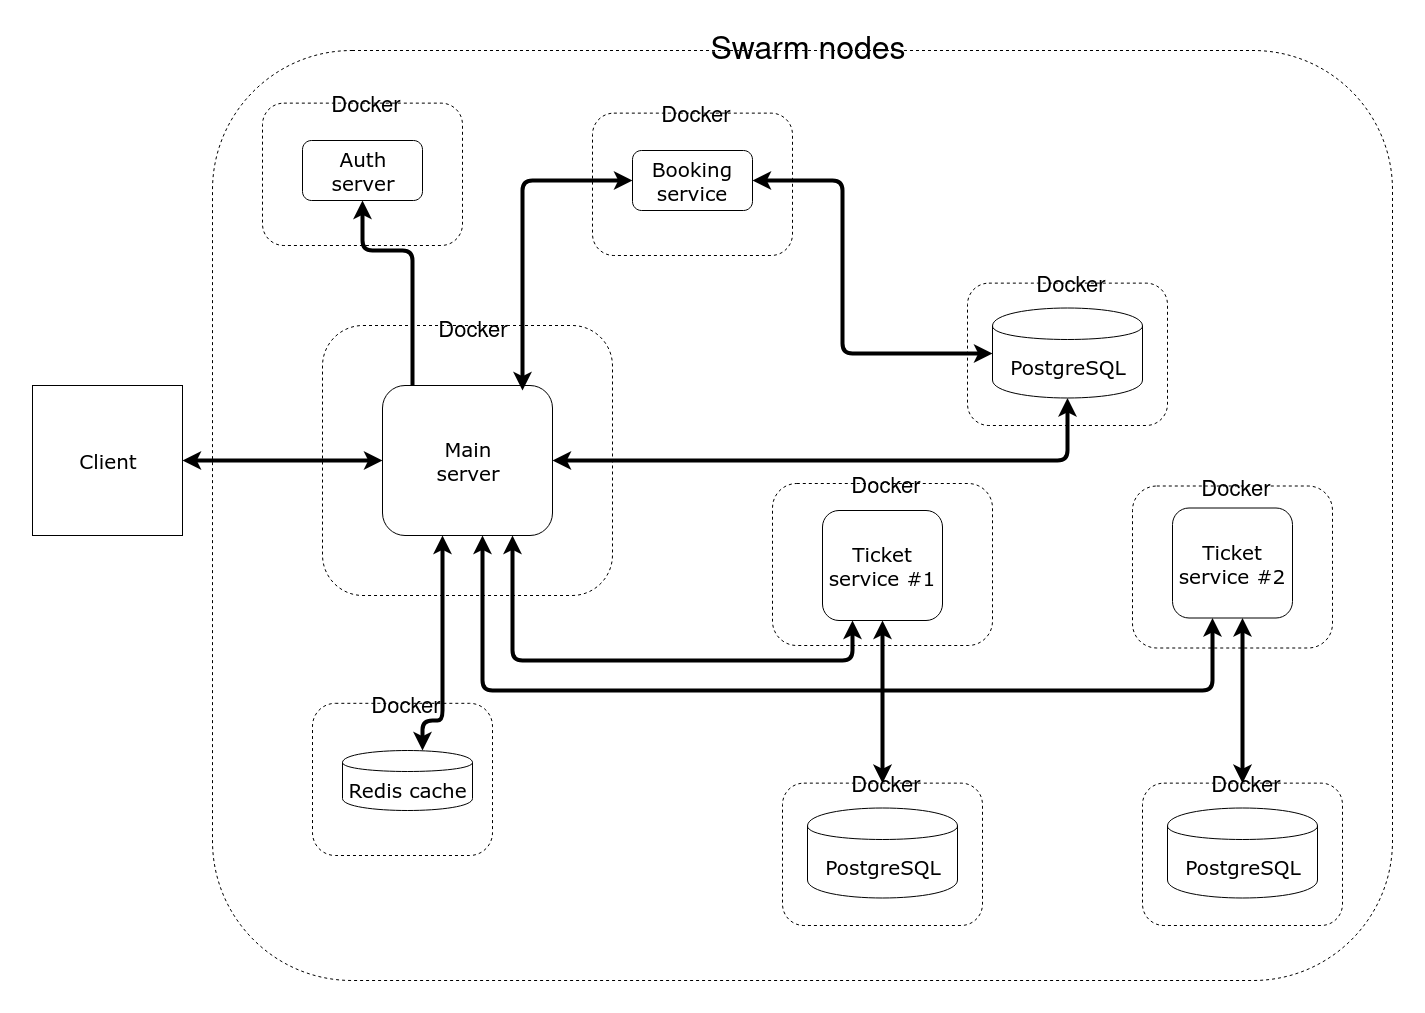 Swarm nodes
Docker
Auth
server
Docker
Booking
service
Docker
PostgreSQL
Docker
Main
server
Client
Docker
Ticket
service #1
Docker
Ticket
service #2
Docker
Redis cache
Docker
PostgreSQL
Docker
PostgreSQL